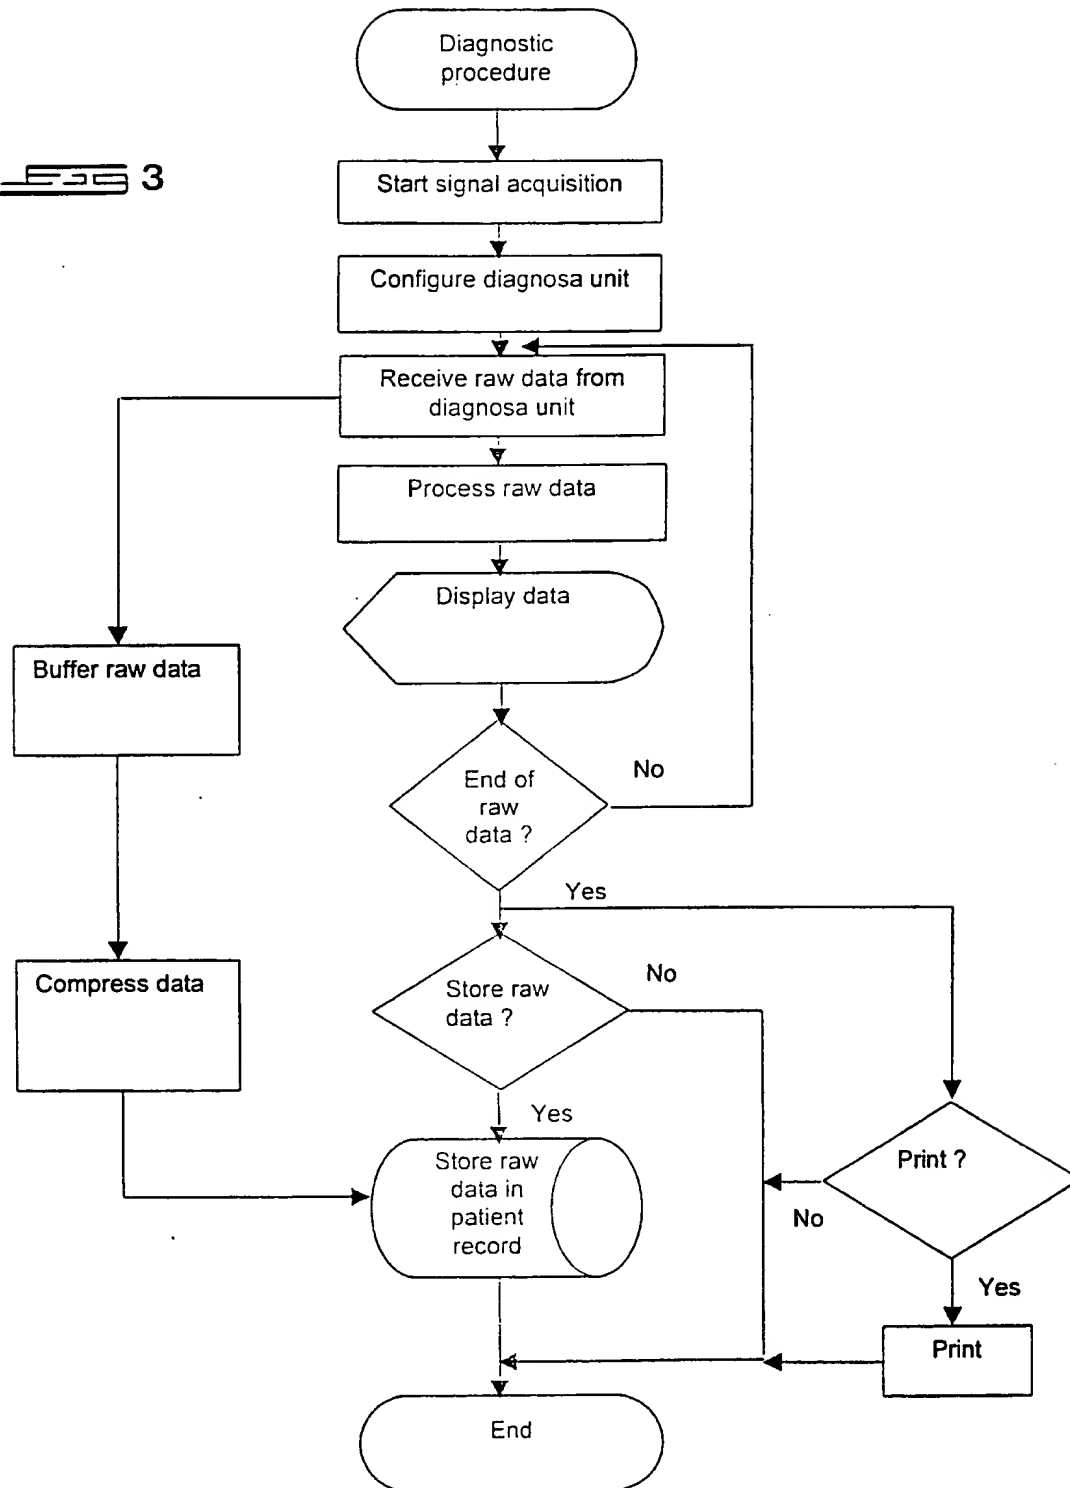 Diagnostic
procedure
FIG 3
Start signal acquisition
Configure diagnosa unit
Receive raw data from
diagnosa unit
Process raw data
Display data
Buffer raw data
End of
raw
data ?
No
Yes
Compress data
Store raw
data ?
No
Yes
Print ?
No
Yes
Store raw
data in
patient
record
Print
End